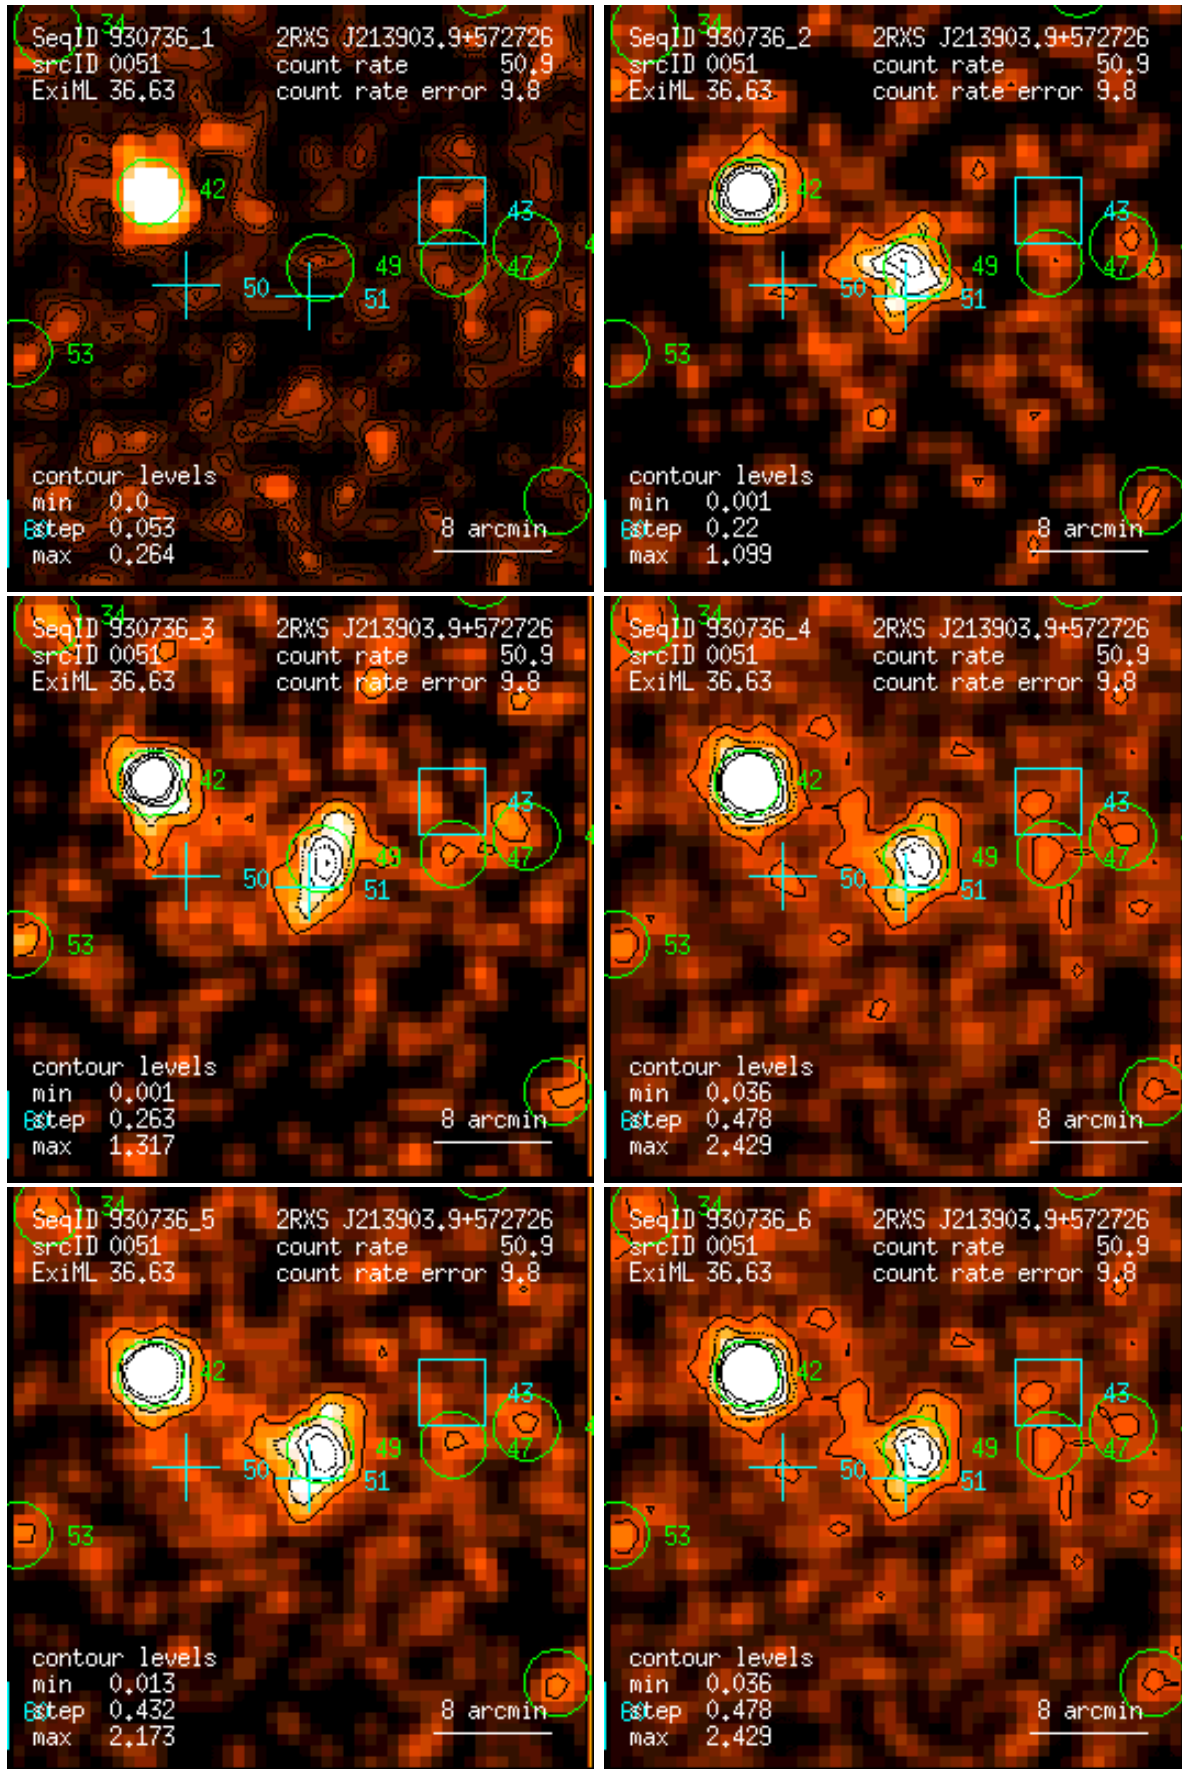 34
SeqID 930736_1 2RXS J213903.9+572726
srcID 0051 count rate 50.9
ExiML 36.63 count rate error 9.8
42
43
49 47
50
51
53
contour levels
min 0.0
step 0.053 8 arcmin
max 0.264
34
SeqID 930736_2 2RXS J213903.9+572726
srcID 0051 count rate 50.9
ExiML 36.63 count rate error 9.8
42
43
49 47
50
51
53
contour levels
min 0.001
step 0.22 8 arcmin
max 1.099
34
SeqID 930736_3 2RXS J213903.9+572726
srcID 0051 count rate 50.9
ExiML 36.63 count rate error 9.8
42
43
49 47
50
51
53
contour levels
min 0.001
step 0.263 8 arcmin
max 1.317
34
SeqID 930736_4 2RXS J213903.9+572726
srcID 0051 count rate 50.9
ExiML 36.63 count rate error 9.8
42
43
49 47
50
51
53
contour levels
min 0.036
step 0.478 8 arcmin
max 2.429
34
SeqID 930736_5 2RXS J213903.9+572726
srcID 0051 count rate 50.9
ExiML 36.63 count rate error 9.8
42
43
49 47
50
51
53
contour levels
min 0.013
step 0.432 8 arcmin
max 2.173
34
SeqID 930736_6 2RXS J213903.9+572726
srcID 0051 count rate 50.9
ExiML 36.63 count rate error 9.8
42
43
49 47
50
51
53
contour levels
min 0.036
step 0.478 8 arcmin
max 2.429